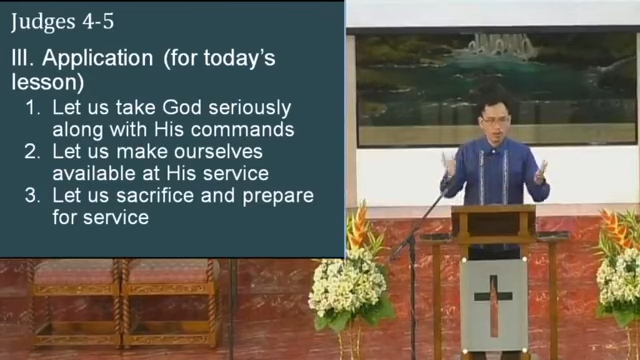 Judges 4-5
III. Application (for today's
lesson)
1. Let us take God seriously
along with His commands
2. Let us make ourselves
available at His service
3. Let us sacrifice and prepare
for service